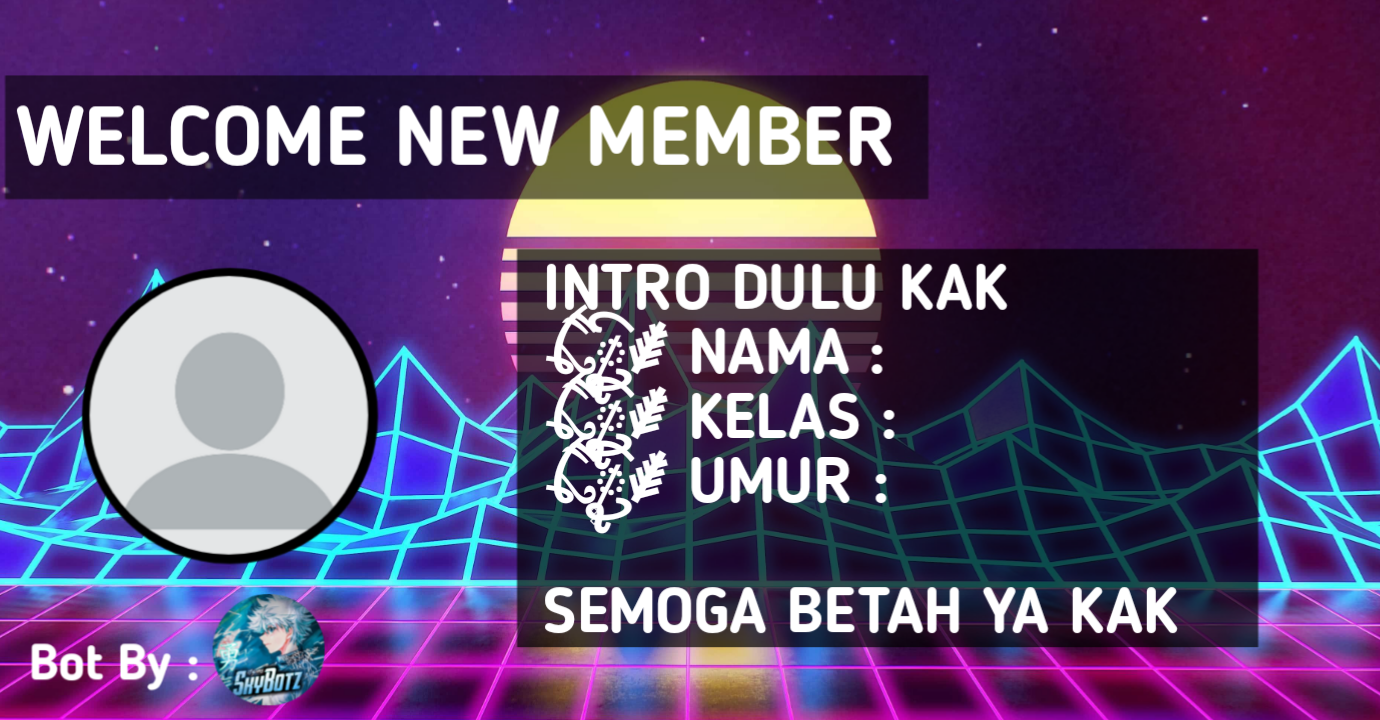 WELCOME NEW MEMBER
INTRO DULU KAK
NAMA :
KELAS :
UMUR :
SEMOGA BETAH YA KAK
Bot By :
SKYBOTZ